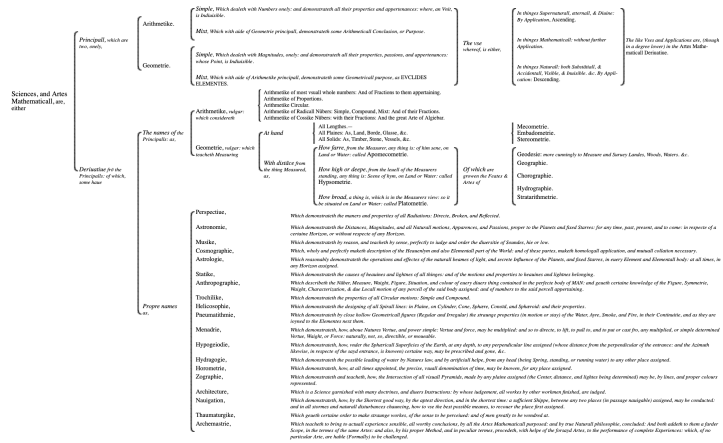 Simple, Which dealeth with Numbers onely: and demonstrateth all their properties and appertenances: where, an Vnit,
is Indiuisible.
In thinges Supernaturall, æternall, & Diuine:
By Application, Ascending.
Arithmetike.
Principall, which are
two, onely,
Mixt, Which with aide of Geometrie principall, demonstrateth some Arithmeticall Conclusion, or Purpose.
The vse
whereof, is either,
In thinges Mathematicall: without farther
Application.
The like Vses and Applications are, (though
in a degree lower) in the Artes Mathe-
maticall Deriuatiue.
Simple, Which dealeth with Magnitudes, onely: and demonstrateth all their properties, passions, and appertenances:
whose Point, is Indiuisible.
Geometrie.
Mixt, Which with aide of Arithmetike principall, demonstrateth some Geometricall purpose, as EVCLIDES
ELEMENTES.
In thinges Naturall: both Substantiall, &
Accidentall, Visible, & Inuisible. &c. By Appli-
cation: Descending.
Sciences, and Artes
Mathematicall, are,
either
Arithmetike of most vsuall whole numbers: And of Fractions to them appertaining.
Arithmetike of Proportions.
Arithmetike, vulgar:
which considereth
Arithmetike Circular.
Arithmetike of Radicall Nũbers: Simple, Compound, Mixt: And of their Fractions.
Arithmetike of Cossike Nũbers: with their Fractions: And the great Arte of Algiebar.
The names of the
Principalls: as,
At hand
All Lengthes.—
All Plaines: As, Land, Borde, Glasse, &c.
All Solids: As, Timber, Stone, Vessels, &c.
Mecometrie.
Embadometrie.
Stereometrie.
Geometrie, vulgar: which
teacheth Measuring
How farre, from the Measurer, any thing is: of him sene, on
Land or Water: called Apomecometrie.
Geodesie: more cunningly to Measure and Suruey Landes, Woods, Waters. &c.
Geographie.
Deriuatiue frõ the
Principalls: of which,
some haue
With distãce from
the thing Measured,
as,
How high or deepe, from the leuell of the Measurers
standing, any thing is: Seene of hym, on Land or Water: called
Hypsometrie.
Of which are
growen the Feates &
Artes of
Chorographie.
Hydrographie.
How broad, a thing is, which is in the Measurers view: so it
be situated on Land or Water: called Platometrie.
Stratarithmetrie.
Propre names
as,
Perspectiue, Which demonstrateth the maners and properties of all Radiations: Directe, Broken, and Reflected.
Astronomie, Which demonstrateth the Distances, Magnitudes, and all Naturall motions, Apparences, and Passions, proper to the Planets and fixed Starres: for any time, past, present, and to come: in respecte of a
certaine Horizon, or without respecte of any Horizon.
Musike, Which demonstrateth by reason, and teacheth by sense, perfectly to iudge and order the diuersitie of Soundes, hie or low.
Cosmographie, Which, wholy and perfectly maketh description of the Heauenlym and also Elementall part of the World: and of these partes, maketh homologall application, and mutuall collation necessary.
Astrologie, Which reasonably demonstrateth the operations and effectes of the naturall beames of light, and secrete Influence of the Planets, and fixed Starres, in euery Element and Elementall body: at all times, in
any Horizon assigned.
Statike, Which demonstrateth the causes of heauines and lightnes of all thinges: and of the motions and properties to heauines and lightnes belonging.
Anthropographie, Which describeth the Nũber, Measure, Waight, Figure, Situation, and colour of euery diuers thing contained in the perfecte body of MAN: and geueth certaine knowledge of the Figure, Symmetrie,
Waight, Characterization, & due Locall motion of any percell of the said body assigned: and of numbers to the said percell appertaining.
Trochilike, Which demonstrateth the properties of all Circular motions: Simple and Compound.
Helicosophie, Which demonstrateth the designing of all Spirall lines: in Plaine, on Cylinder, Cone, Sphære, Conoid, and Sphæroid: and their properties.
Pneumatithmie, Which demonstrateth by close hollow Geometricall figures (Regular and Irregular) the straunge properties (in motion or stay) of the Water, Ayre, Smoke, and Fire, in their Continuitie, and as they are
ioyned to the Elementes next them.
Menadrie, Which demonstrateth, how, aboue Natures Vertue, and power simple: Vertue and force, may be multiplied: and so to directe, to lift, to pull to, and to put or cast fro, any multiplied, or simple determined
Vertue, Waight, or Force: naturally, not, so, directible, or moueable.
Hypogeiodie, Which demonstrateth, how, vnder the Sphæricall Superficies of the Earth, at any depth, to any perpendicular line assigned (whose distance from the perpendicular of the entrance: and the Azimuth
likewise, in respecte of the sayd entrance, is knowen) certaine way, may be prescribed and gone, &c.
Hydragogie, Which demonstrateth the possible leading of water by Natures law, and by artificiall helpe, from any head (being Spring, standing, or running water) to any other place assigned.
Horometrie, Which demonstrateth, how, at all times appointed, the precise, vsuall denomination of time, may be knowen, for any place assigned.
Zographie, Which demonstrateth and teacheth, how, the Intersection of all visuall Pyramids, made by any plaine assigned (the Center, distance, and lightes being determined) may be, by lines, and proper colours
represented.
Architecture, Which is a Science garnished with many doctrines, and diuers Instructions: by whose iudgement, all workes by other workmen finished, are iudged.
Nauigation, Which demonstrateth, how, by the Shortest good way, by the aptest direction, and in the shortest time: a sufficient Shippe, betwene any two places (in passage nauigable) assigned, may be conducted:
and in all stormes and naturall disturbances chauncing, how to vse the best possible meanes, to recouer the place first assigned.
Thaumaturgike, Which geueth certaine order to make straunge workes, of the sense to be perceiued: and of men greatly to be wondred at.
Archemastrie, Which teacheth to bring to actuall experience sensible, all worthy conclusions, by all the Artes Mathematicall purposed: and by true Naturall philosophie, concluded: And both addeth to them a farder
Scope, in the termes of the same Artes: and also, by his proper Method, and in peculier termes, procedeth, with helpe of the forsayd Artes, to the performance of complete Experiences: which, of no
particular Arte, are hable (Formally) to be challenged.